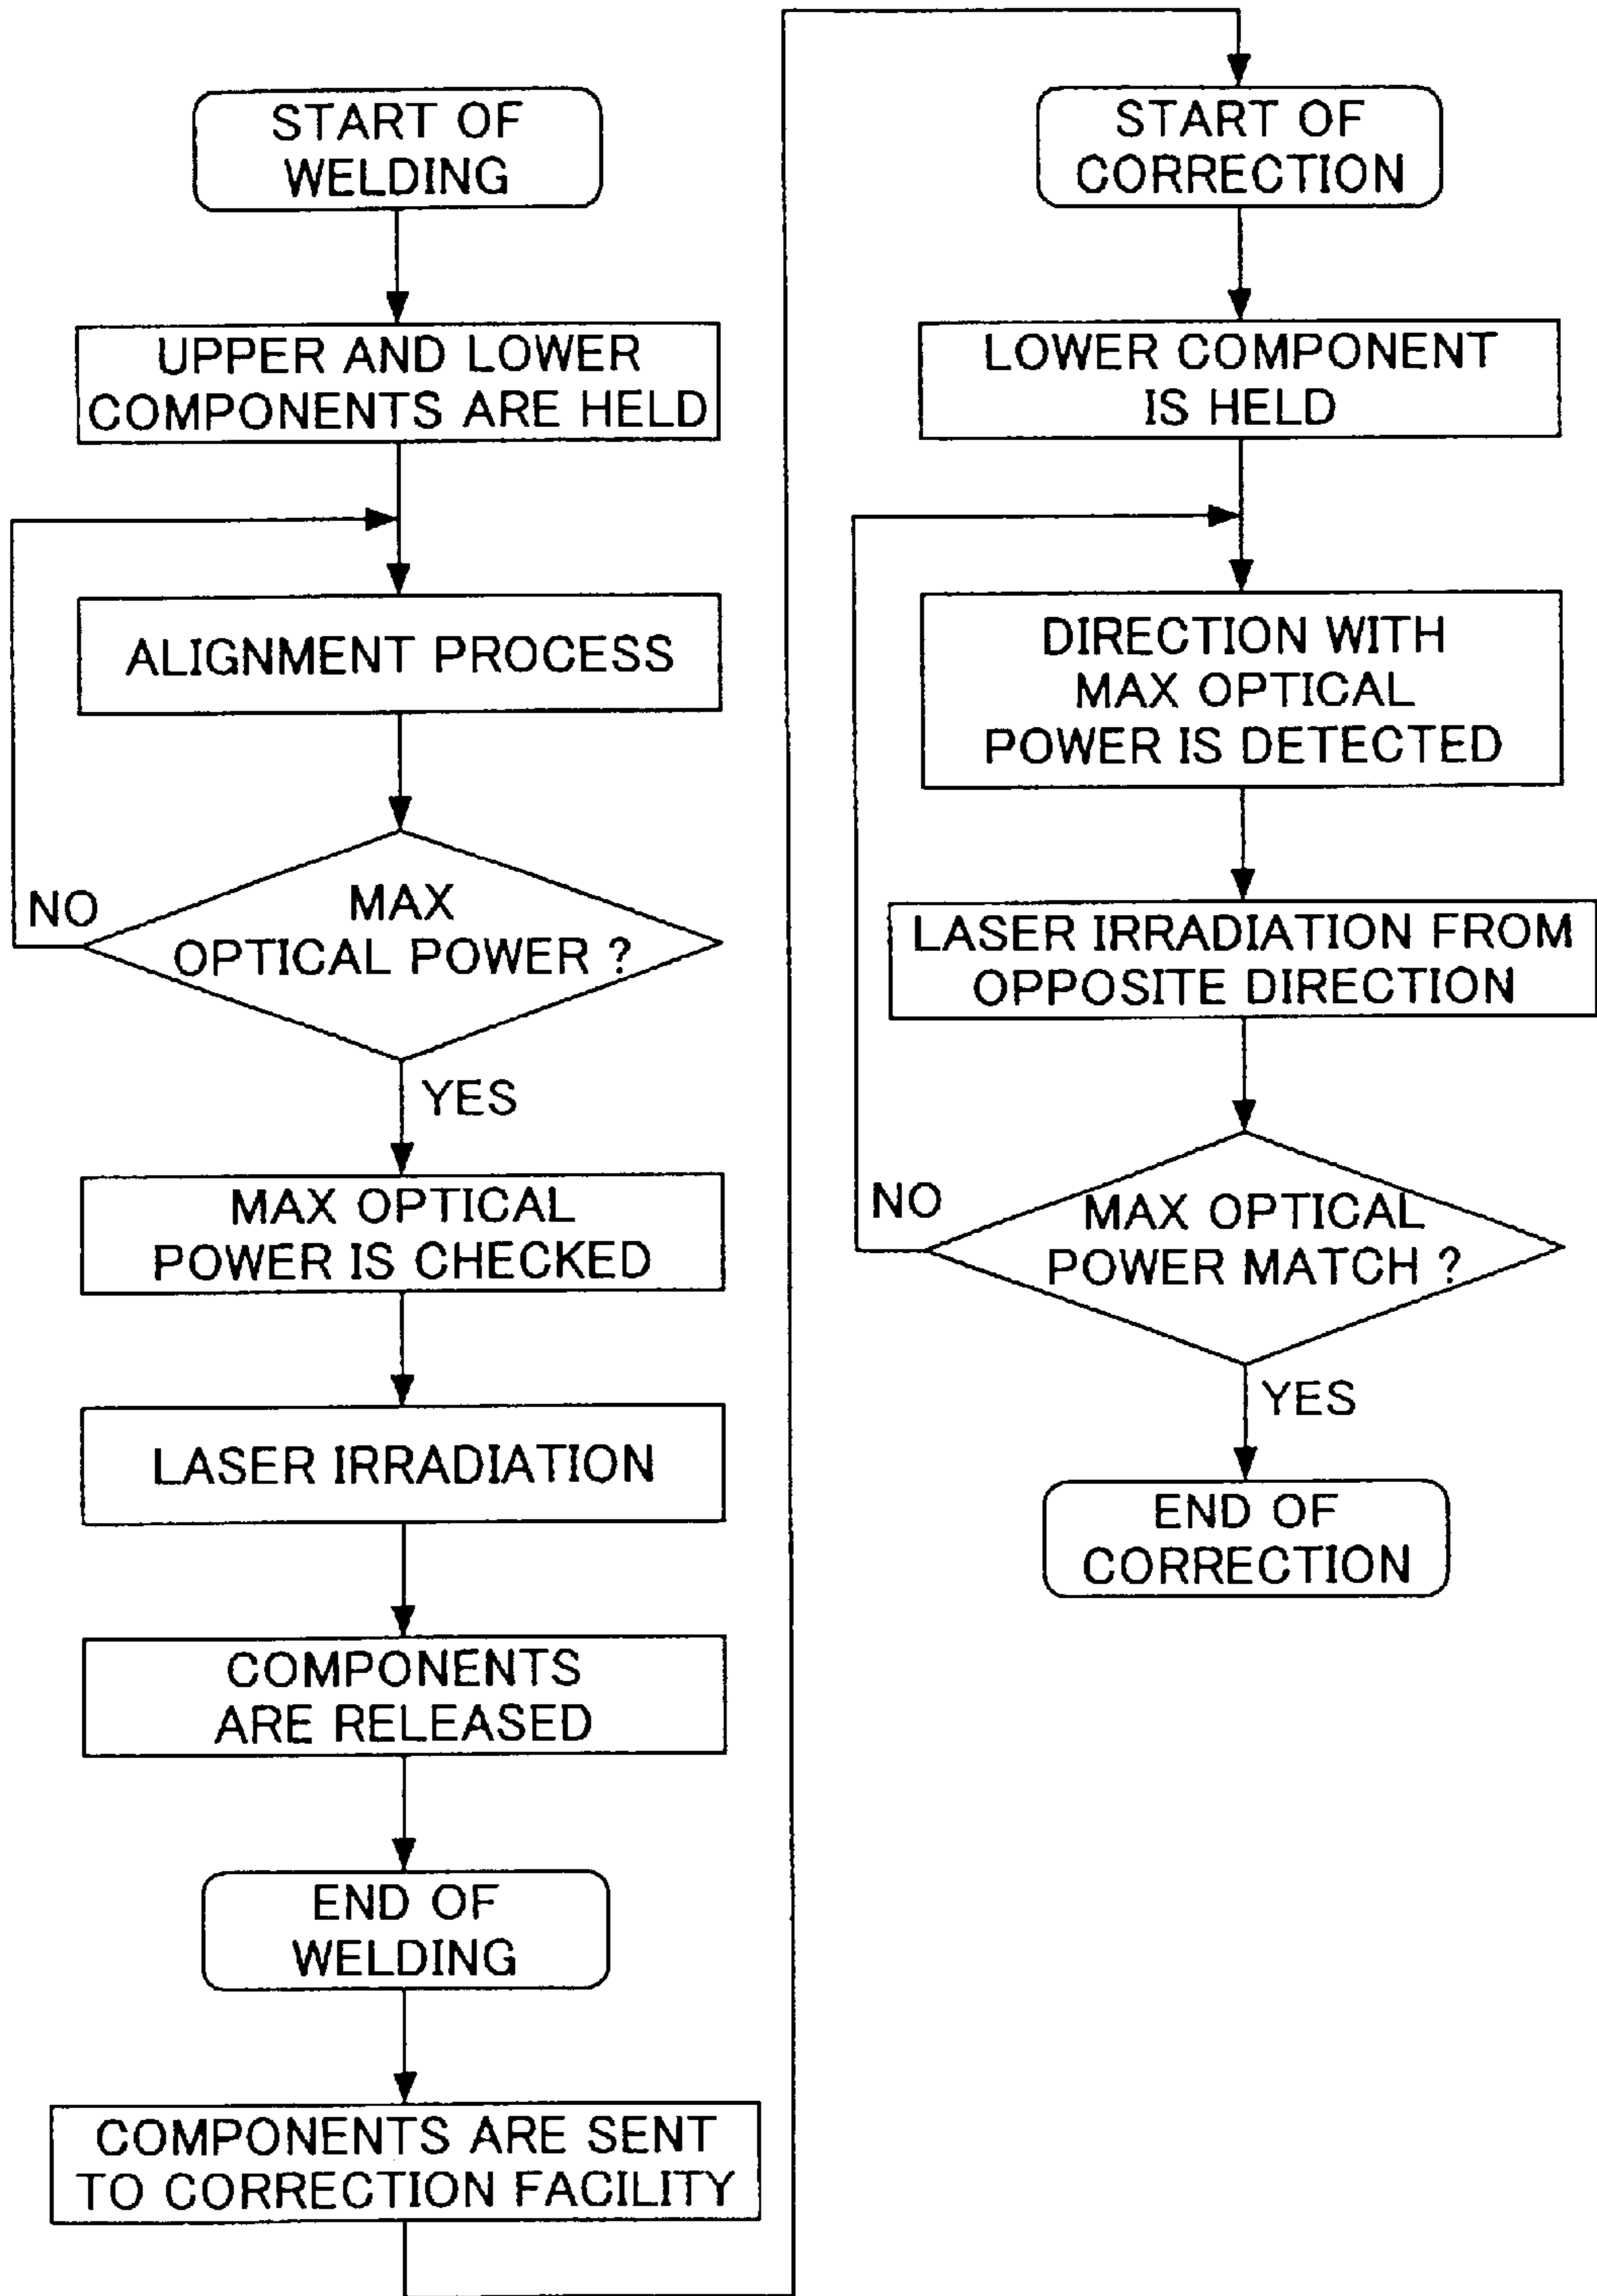 START OF
WELDING
UPPER AND LOWER
COMPONENTS ARE HELD
ALIGNMENT PROCESS
NO
MAX
OPTICAL POWER ?
YES
MAX OPTICAL
POWER IS CHECKED
LASER IRRADIATION
COMPONENTS
ARE RELEASED
END OF
WELDING
COMPONENTS ARE SENT
TO CORRECTION FACILITY
START OF
CORRECTION
LOWER COMPONENT
IS HELD
DIRECTION WITH
MAX OPTICAL
POWER IS DETECTED
LASER IRRADIATION FROM
OPPOSITE DIRECTION
NO
MAX OPTICAL
POWER MATCH ?
YES
END OF
CORRECTION